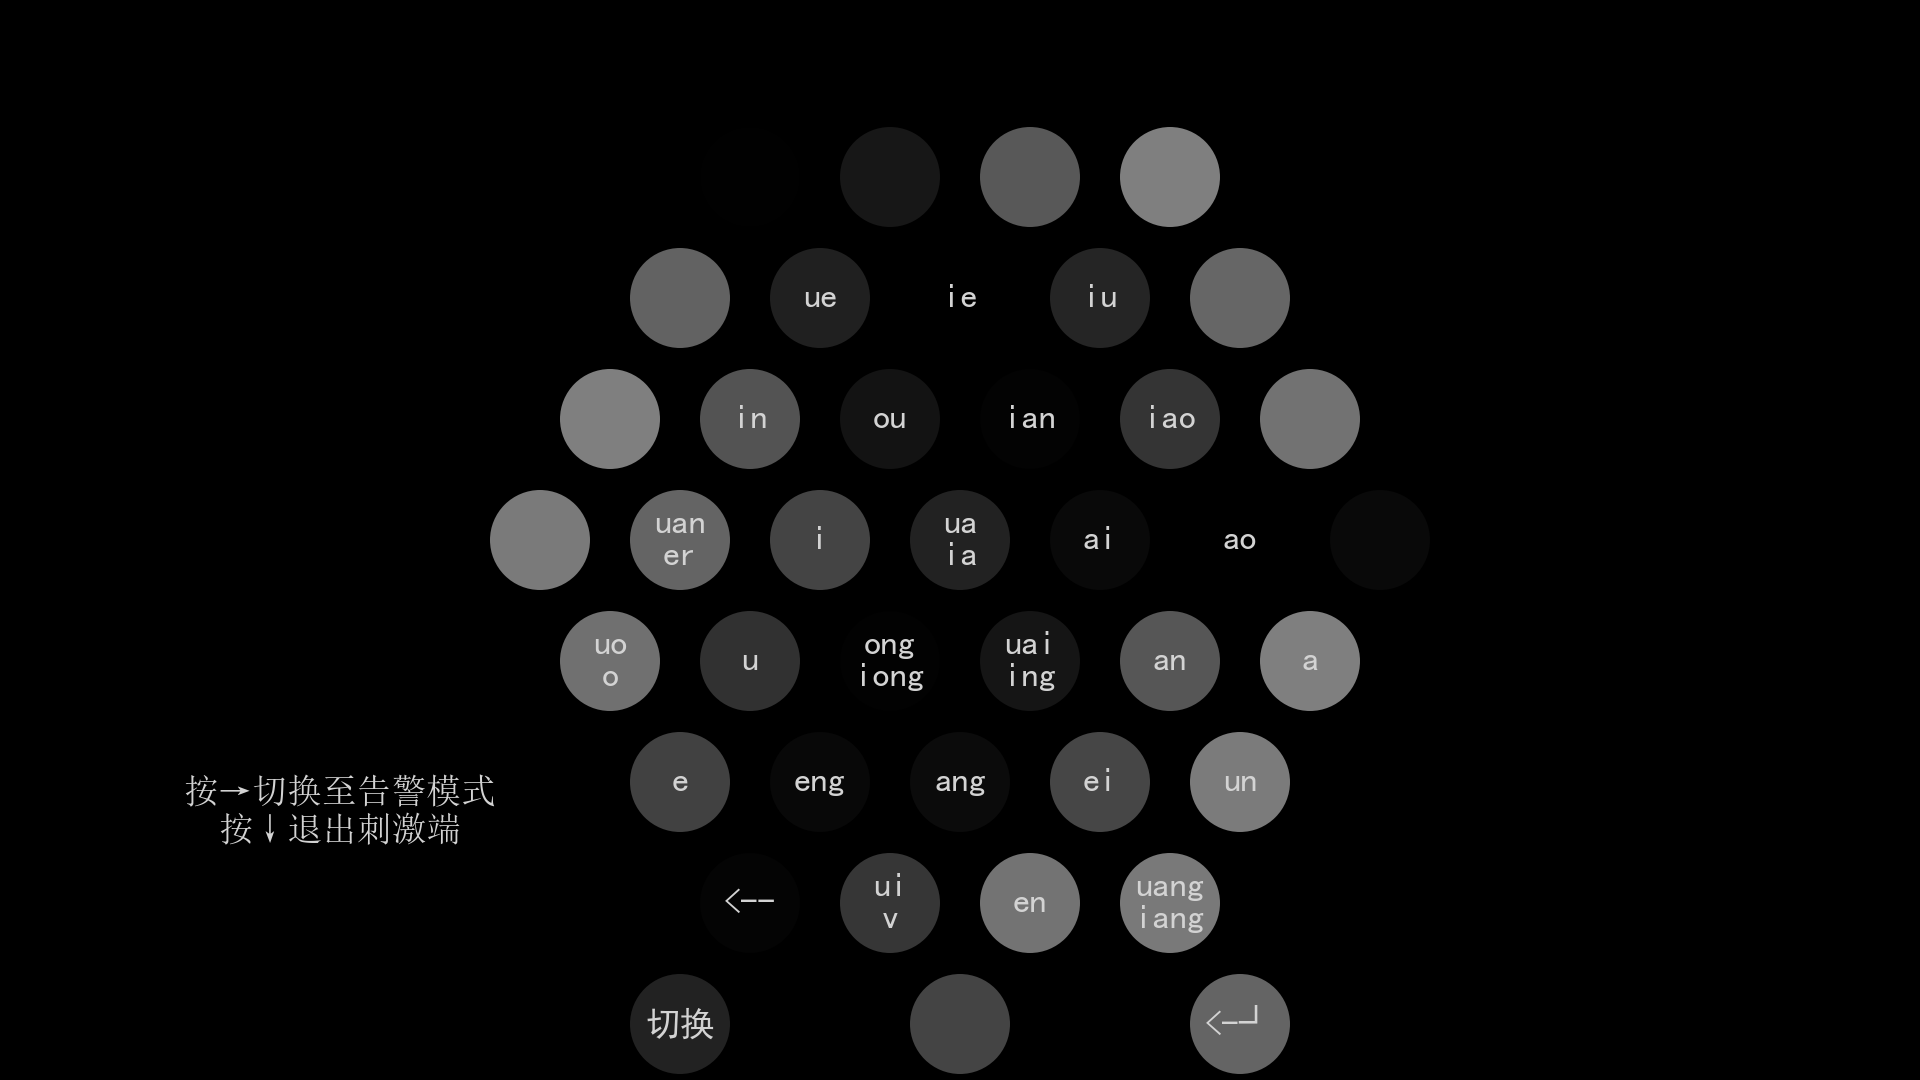 ue ie iu
in ou ian iao
uan er i ua ia ai ao
uo o u ong iong uai ing an a
e eng ang ei un
按→切换至告警模式
按↓退出刺激端
<-- ui v en uang iang
切换 <-┘